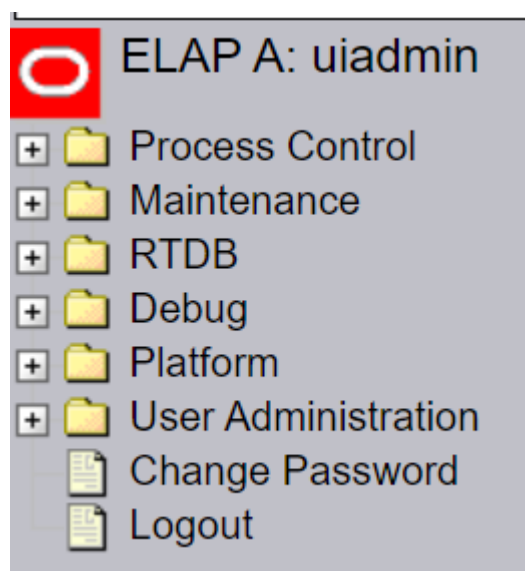 ELAP A: uiadmin
Process Control
Maintenance
RTDB
Debug
Platform
User Administration
Change Password
Logout